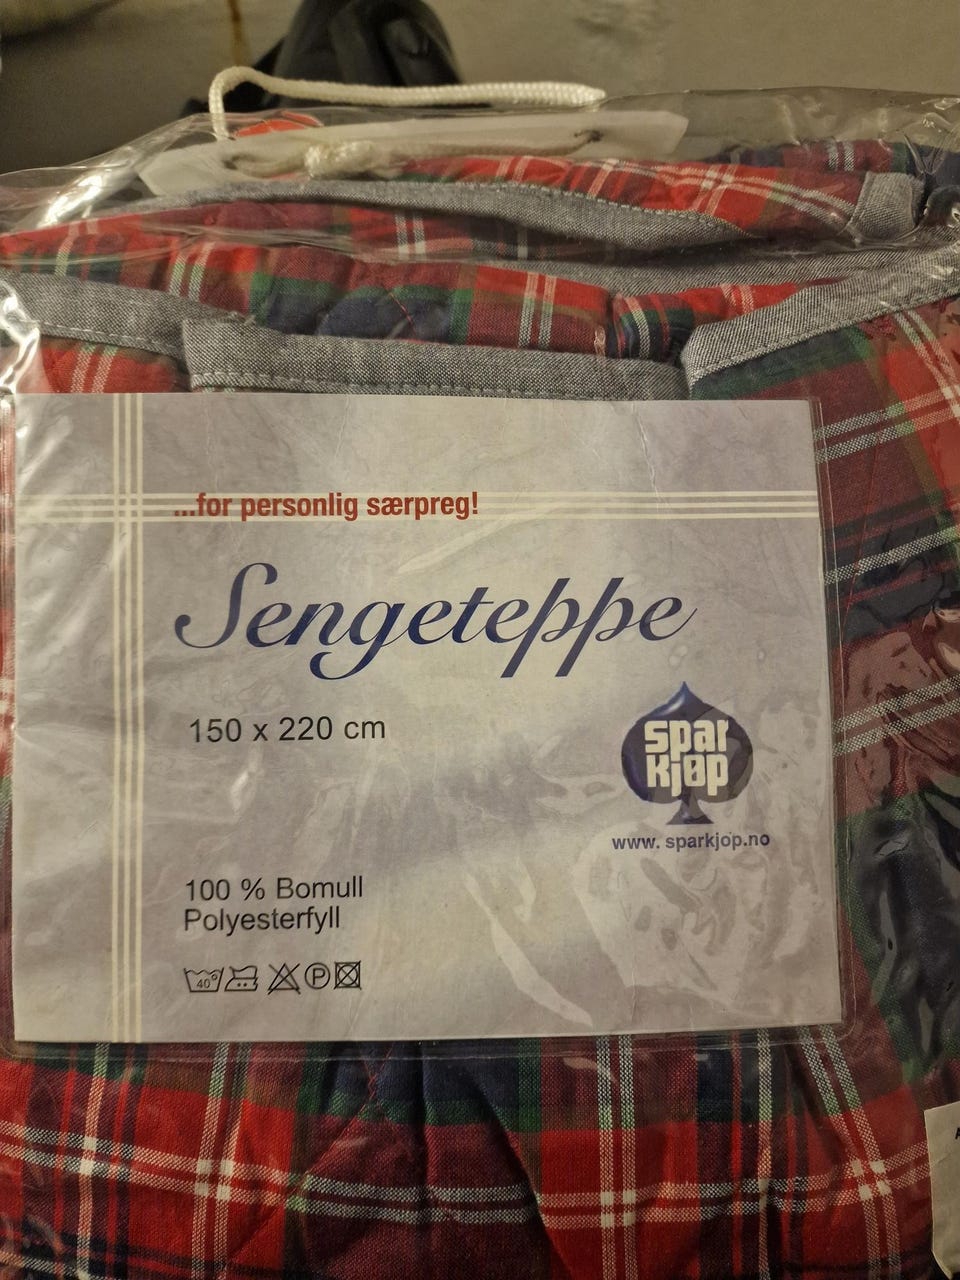 ...for personlig særpreg!
Sengeteppe
150 x 220 cm
spar
kjøp
www. sparkjop.no
100 % Bomull
Polyesterfyll
40°
P